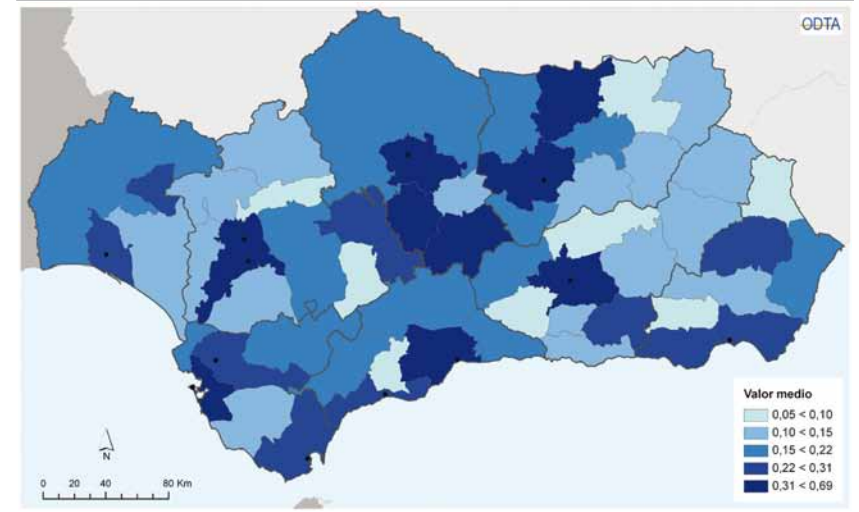 ODTA
Valor medio
0,05 < 0,10
0,10 < 0,15
0,15 < 0,22
0,22 < 0,31
0,31 < 0,69
N
0 20 40 80 Km